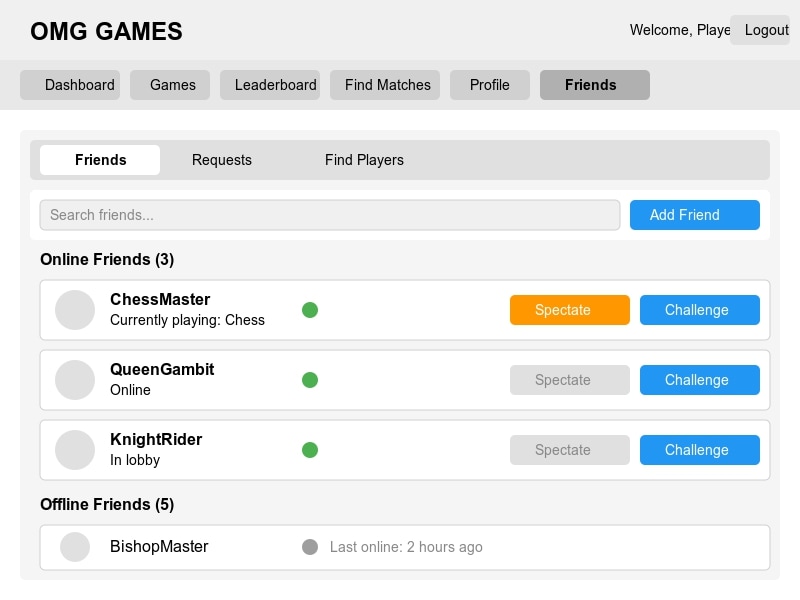 OMG GAMES
Welcome, Playe
Logout
Dashboard
Games
Leaderboard
Find Matches
Profile
Friends
Friends
Requests
Find Players
Search friends...
Add Friend
Online Friends (3)
ChessMaster
Currently playing: Chess
Spectate
Challenge
QueenGambit
Online
Spectate
Challenge
KnightRider
In lobby
Spectate
Challenge
Offline Friends (5)
BishopMaster
Last online: 2 hours ago